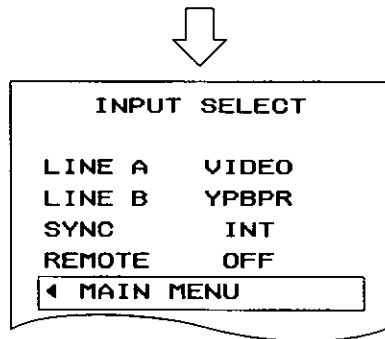 INPUT SELECT
LINE A VIDEO
LINE B YPBPR
SYNC INT
REMOTE OFF
◄ MAIN MENU